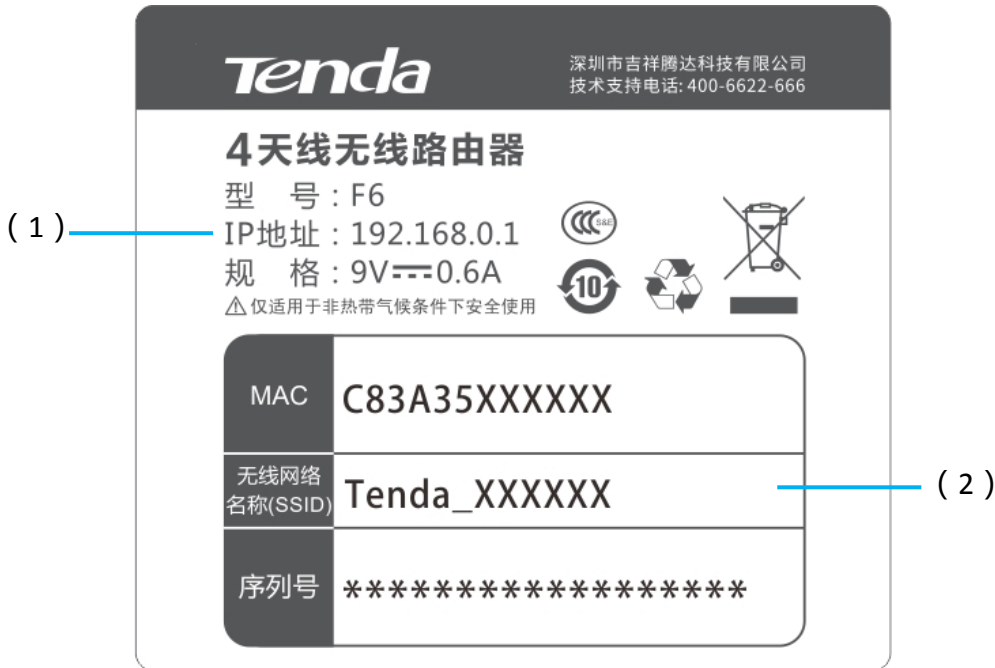 Tenda
深圳市吉祥腾达科技有限公司
技术支持电话: 400-6622-666
4天线无线路由器
型 号 : F6
(1)
IP地址 : 192.168.0.1
规 格 : 9V⎓0.6A
仅适用于非热带气候条件下安全使用
CCC S&E
10
MAC
C83A35XXXXXX
无线网络
名称(SSID)
Tenda_XXXXXX
(2)
序列号
******************